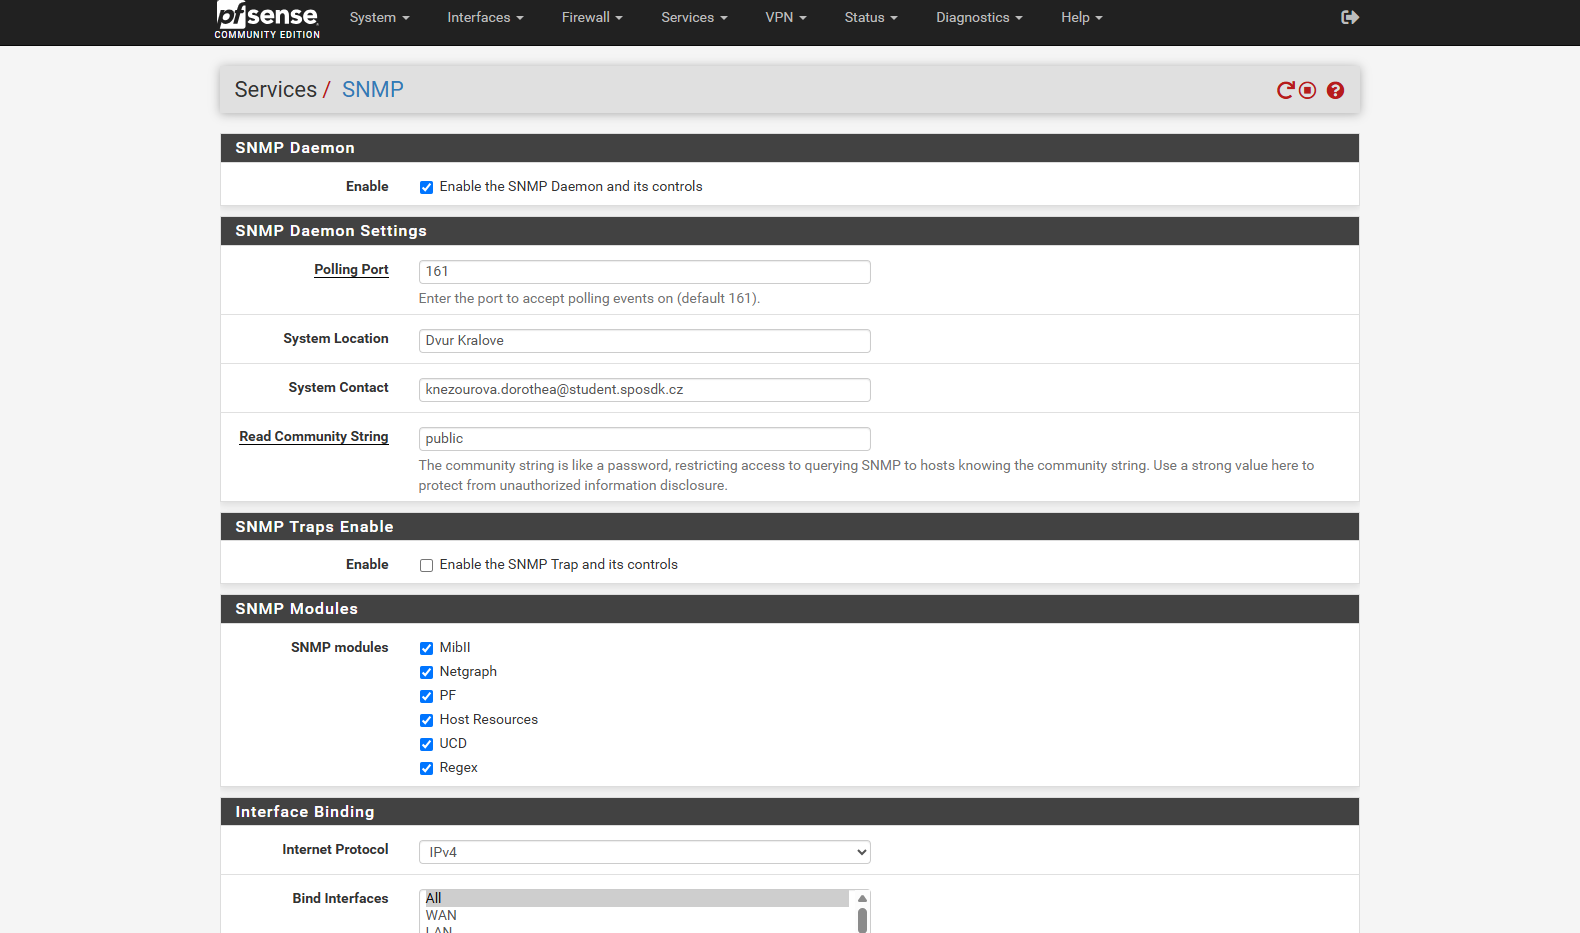 pfsense
COMMUNITY EDITION
System Interfaces Firewall Services VPN Status Diagnostics Help
Services / SNMP
SNMP Daemon
Enable Enable the SNMP Daemon and its controls
SNMP Daemon Settings
Polling Port 161
Enter the port to accept polling events on (default 161).
System Location Dvur Kralove
System Contact knezourova.dorothea@student.sposdk.cz
Read Community String public
The community string is like a password, restricting access to querying SNMP to hosts knowing the community string. Use a strong value here to
protect from unauthorized information disclosure.
SNMP Traps Enable
Enable Enable the SNMP Trap and its controls
SNMP Modules
SNMP modules MibII
Netgraph
PF
Host Resources
UCD
Regex
Interface Binding
Internet Protocol IPv4
Bind Interfaces All
WAN
LAN